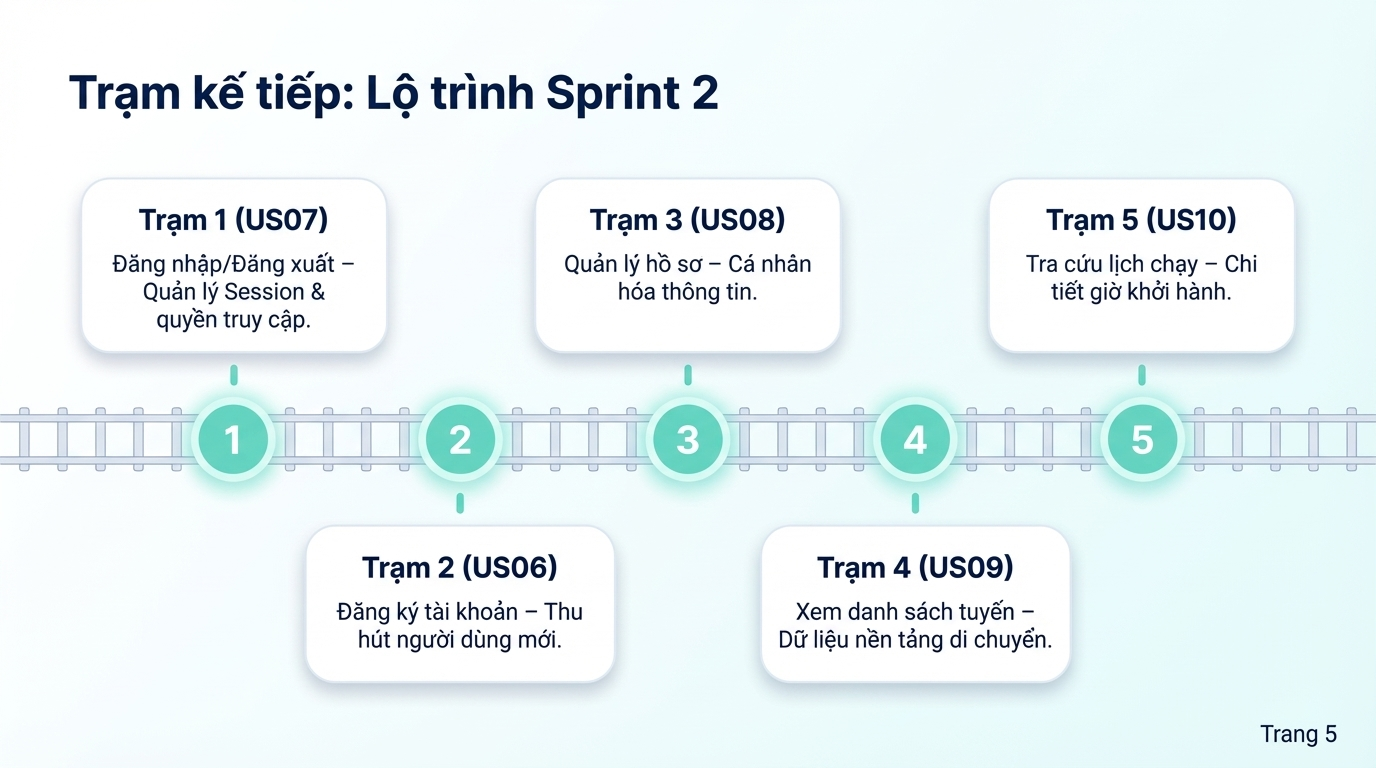 Trạm kế tiếp: Lộ trình Sprint 2
Trạm 1 (US07)
Đăng nhập/Đăng xuất –
Quản lý Session &
quyền truy cập.
Trạm 3 (US08)
Quản lý hồ sơ – Cá nhân
hóa thông tin.
Trạm 5 (US10)
Tra cứu lịch chạy – Chi
tiết giờ khởi hành.
1
2
3
4
5
Trạm 2 (US06)
Đăng ký tài khoản – Thu
hút người dùng mới.
Trạm 4 (US09)
Xem danh sách tuyến –
Dữ liệu nền tảng di chuyển.
Trang 5